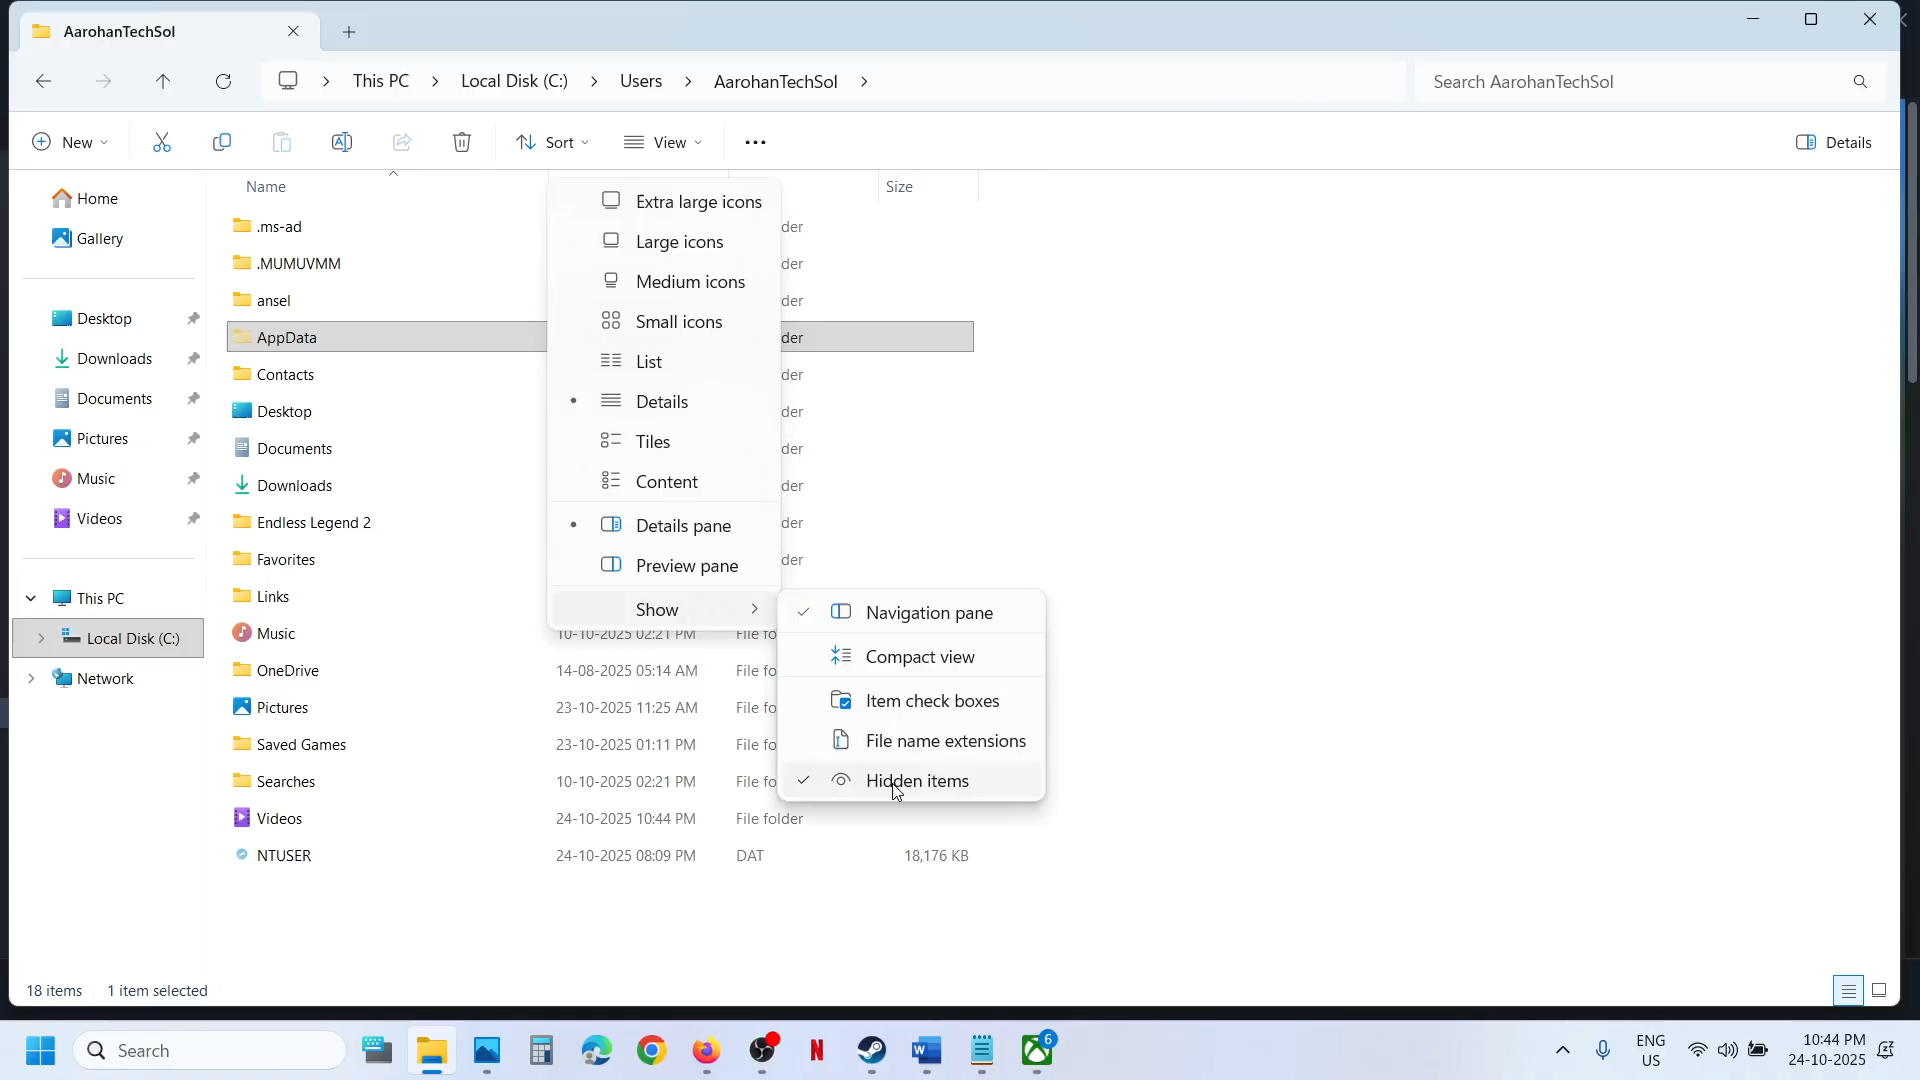 AarohanTechSol
This PC > Local Disk (C:) > Users > AarohanTechSol >
Search AarohanTechSol
New
Sort
View
Details
Name
Size
Home
Gallery
Desktop
Downloads
Documents
Pictures
Music
Videos
This PC
Local Disk (C:)
Network
.ms-ad
der
.MUMUVMM
der
ansel
der
AppData
der
Contacts
der
Desktop
der
Documents
der
Downloads
der
Endless Legend 2
der
Favorites
der
Links
Music
10-10-2025 02:21 PM
File fo
OneDrive
14-08-2025 05:14 AM
File fo
Pictures
23-10-2025 11:25 AM
File fo
Saved Games
23-10-2025 01:11 PM
File fo
Searches
10-10-2025 02:21 PM
File fo
Videos
24-10-2025 10:44 PM
File folder
NTUSER
24-10-2025 08:09 PM
DAT
18,176 KB
Extra large icons
Large icons
Medium icons
Small icons
List
Details
Tiles
Content
Details pane
Preview pane
Show
Navigation pane
Compact view
Item check boxes
File name extensions
Hidden items
18 items
1 item selected
Search
6
ENG
US
10:44 PM
24-10-2025